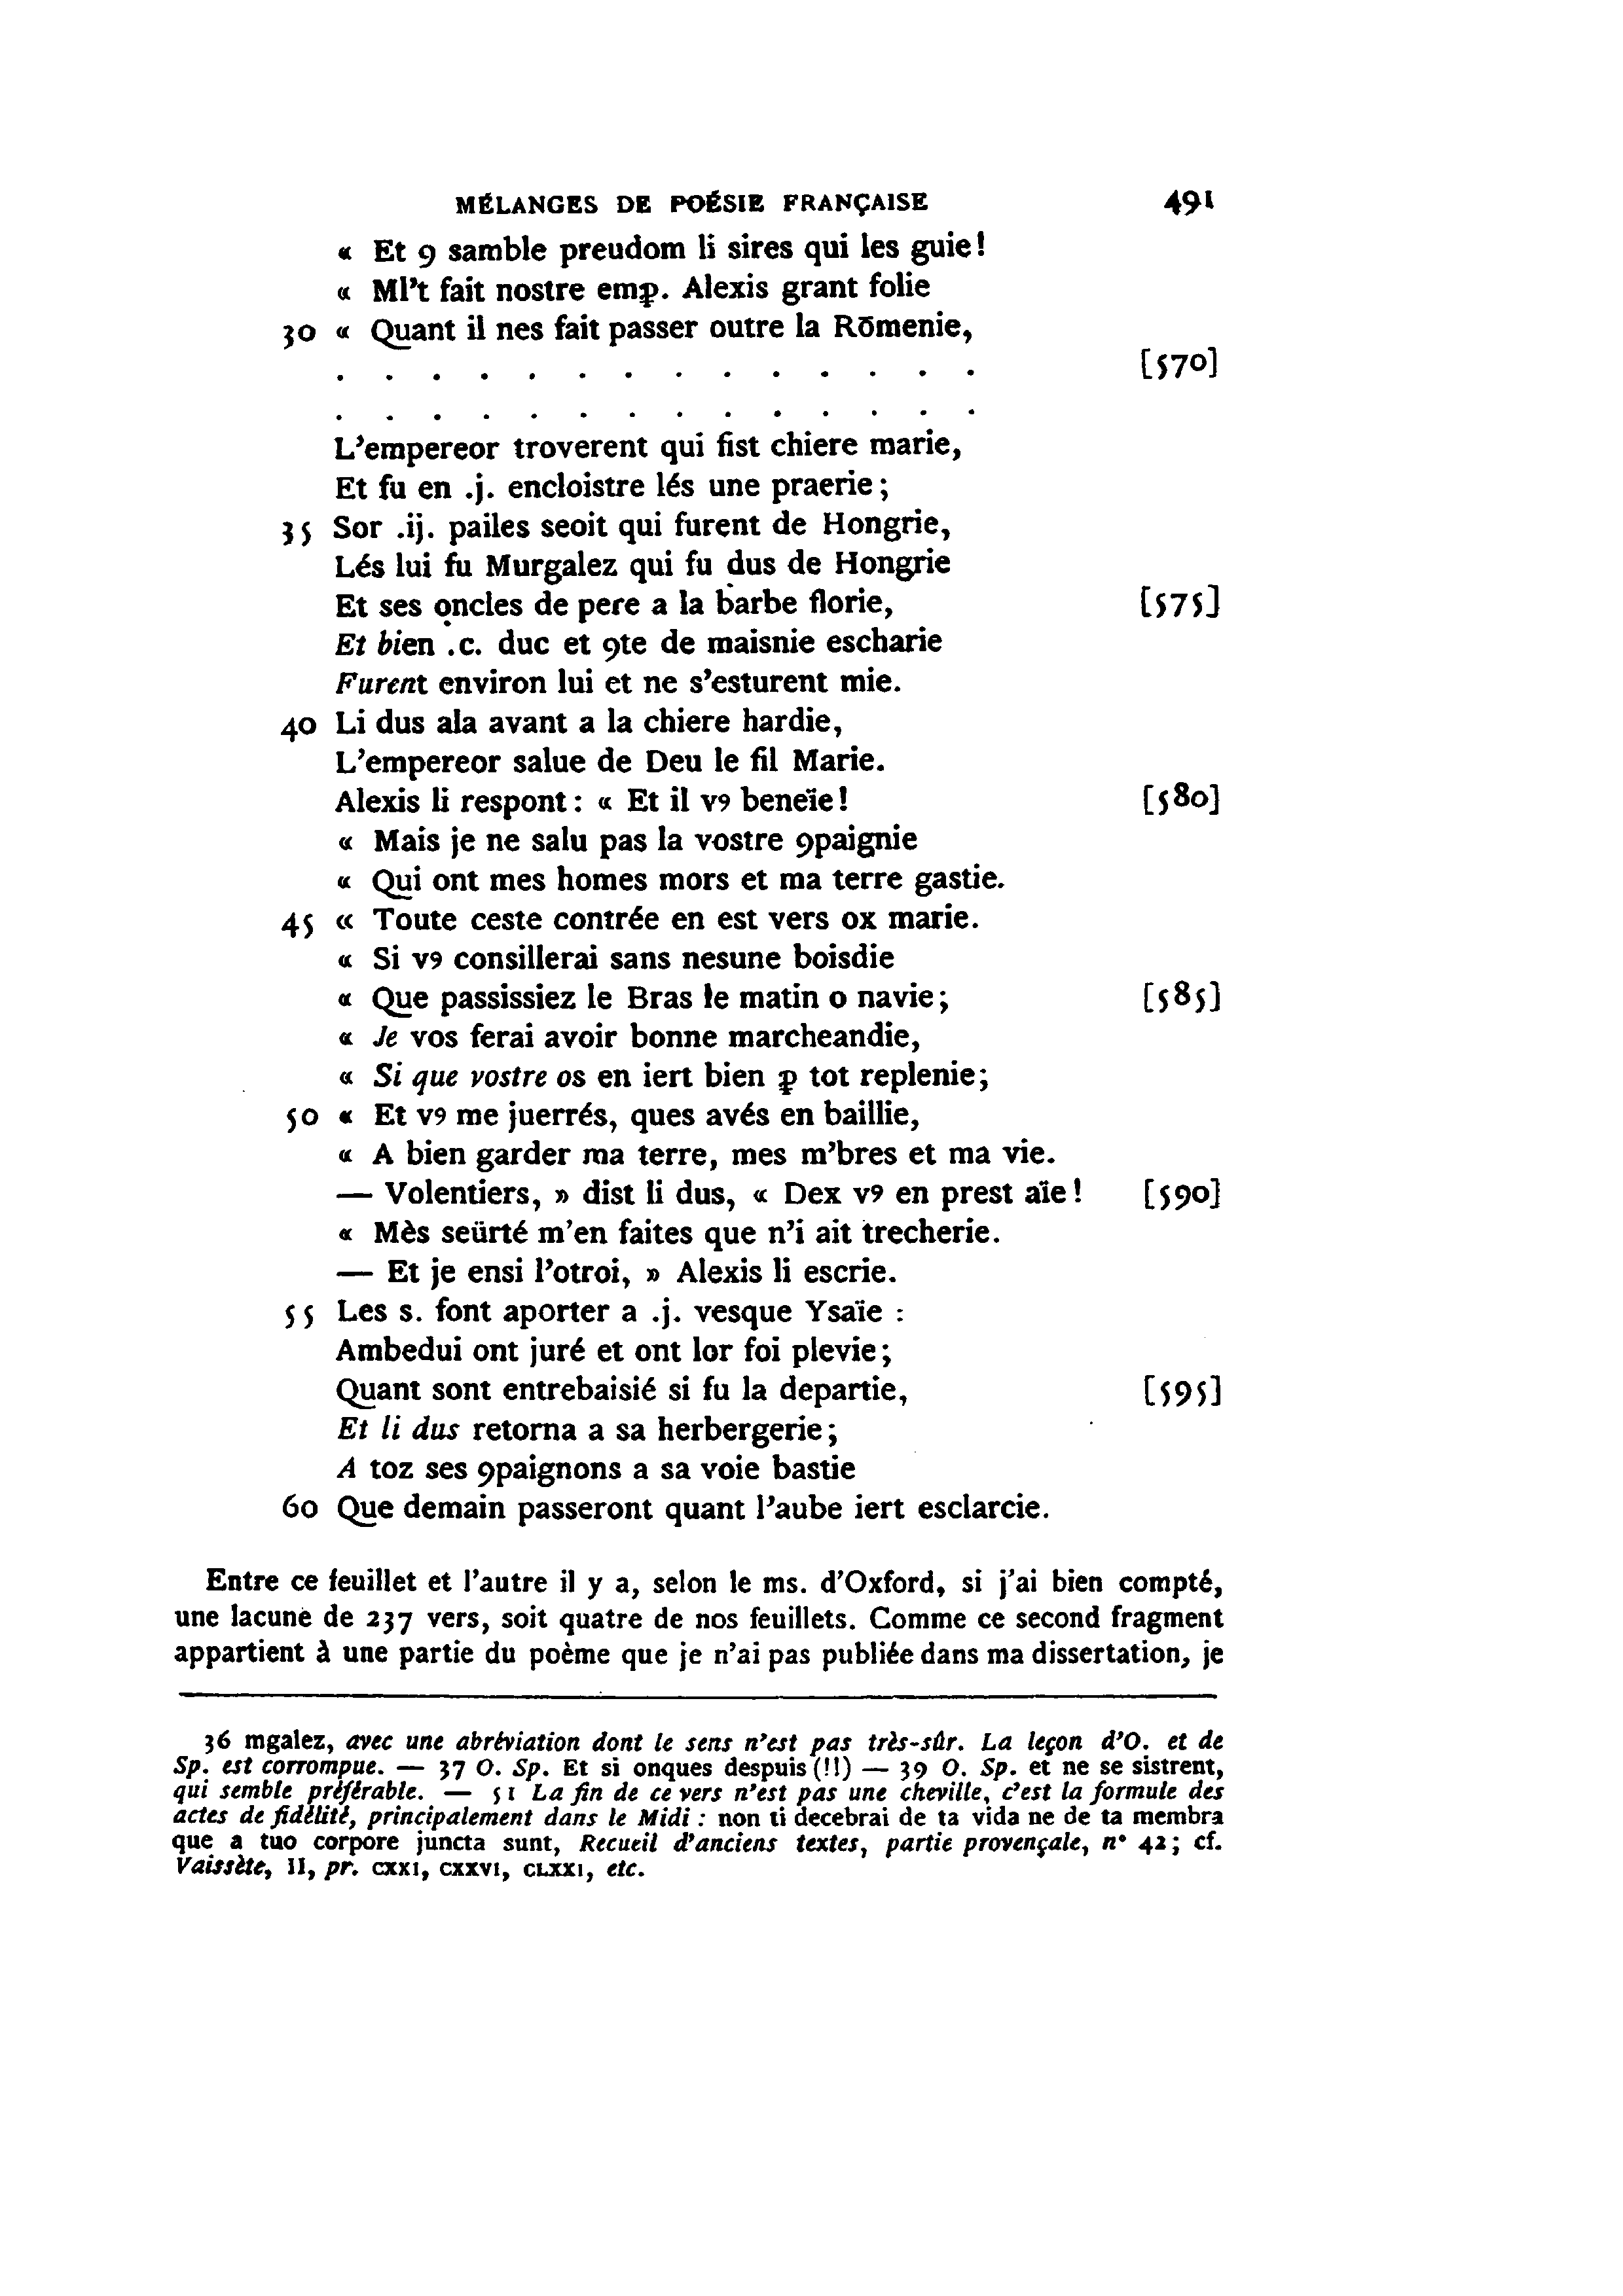 MÉLANGES DE POÉSIE FRANÇAISE 491
« Et 9 samble preudom li sires qui les guie!
« Ml't fait nostre emꝑ. Alexis grant folie
30 « Quant il nes fait passer outre la Rōmenie,
. . . . . . . . . . . . . . [570]
. . . . . . . . . . . . . .
L'empereor troverent qui fist chiere marie,
Et fu en .j. encloistre lés une praerie;
35 Sor .ij. pailes seoit qui furent de Hongrie,
Lés lui fu Murgalez qui fu dus de Hongrie
Et ses oncles de pere a la barbe florie, [575]
Et bien .c. duc et 9te de maisnie escharie
Furent environ lui et ne s'esturent mie.
40 Li dus ala avant a la chiere hardie,
L'empereor salue de Deu le fil Marie.
Alexis li respont: « Et il v9 beneïe! [580]
« Mais je ne salu pas la vostre 9paignie
« Qui ont mes homes mors et ma terre gastie.
45 « Toute ceste contrée en est vers ox marie.
« Si v9 consillerai sans nesune boisdie
« Que passissiez le Bras le matin o navie; [585]
« Je vos ferai avoir bonne marcheandie,
« Si que vostre os en iert bien ꝑ tot replenie;
50 « Et v9 me juerrés, ques avés en baillie,
« A bien garder ma terre, mes m'bres et ma vie.
— Volentiers, » dist li dus, « Dex v9 en prest aïe! [590]
« Mès seürté m'en faites que n'i ait trecherie.
— Et je ensi l'otroi, » Alexis li escrie.
55 Les s. font aporter a .j. vesque Ysaïe :
Ambedui ont juré et ont lor foi plevie;
Quant sont entrebaisié si fu la departie, [595]
Et li dus retorna a sa herbergerie;
A toz ses 9paignons a sa voie bastie
60 Que demain passeront quant l'aube iert esclarcie.
Entre ce feuillet et l'autre il y a, selon le ms. d'Oxford, si j'ai bien compté,
une lacune de 237 vers, soit quatre de nos feuillets. Comme ce second fragment
appartient à une partie du poème que je n'ai pas publiée dans ma dissertation, je
36 mgalez, avec une abréviation dont le sens n'est pas très-sûr. La leçon d'O. et de
Sp. est corrompue. — 37 O. Sp. Et si onques despuis (!!) — 39 O. Sp. et ne se sistrent,
qui semble préférable. — 51 La fin de ce vers n'est pas une cheville, c'est la formule des
actes de fidélité, principalement dans le Midi : non ti decebrai de ta vida ne de ta membra
que a tuo corpore juncta sunt, Recueil d'anciens textes, partie provençale, n° 42; cf.
Vaissète, II, pr. CXXI, CXXVI, CLXXI, etc.